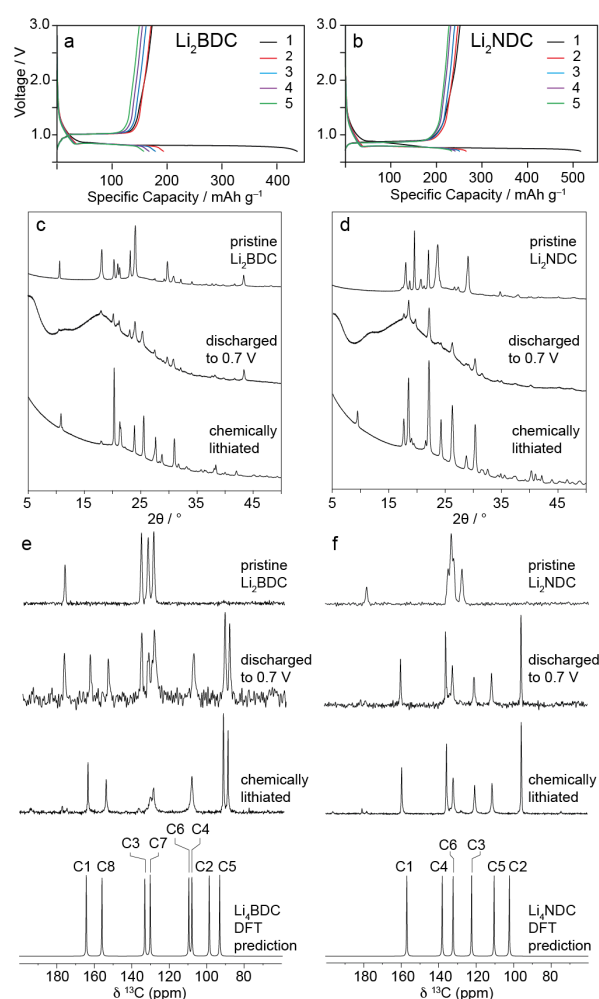 a
Li₂BDC
3.0
2.0
1.0
Voltage / V
1
2
3
4
5
0
100
200
300
400
Specific Capacity / mAh g⁻¹
b
Li₂NDC
3.0
2.0
1.0
1
2
3
4
5
0
100
200
300
400
500
Specific Capacity / mAh g⁻¹
c
pristine
Li₂BDC
discharged
to 0.7 V
chemically
lithiated
5
15
25
35
45
2θ / °
d
pristine
Li₂NDC
discharged
to 0.7 V
chemically
lithiated
5
15
25
35
45
2θ / °
e
pristine
Li₂BDC
discharged
to 0.7 V
chemically
lithiated
C6
C4
C3
C7
C1
C8
C2
C5
Li₄BDC
DFT
prediction
180
160
140
120
100
80
δ ¹³C (ppm)
f
pristine
Li₂NDC
discharged
to 0.7 V
chemically
lithiated
C6
C3
C1
C4
C5
C2
Li₄NDC
DFT
prediction
180
160
140
120
100
80
δ ¹³C (ppm)